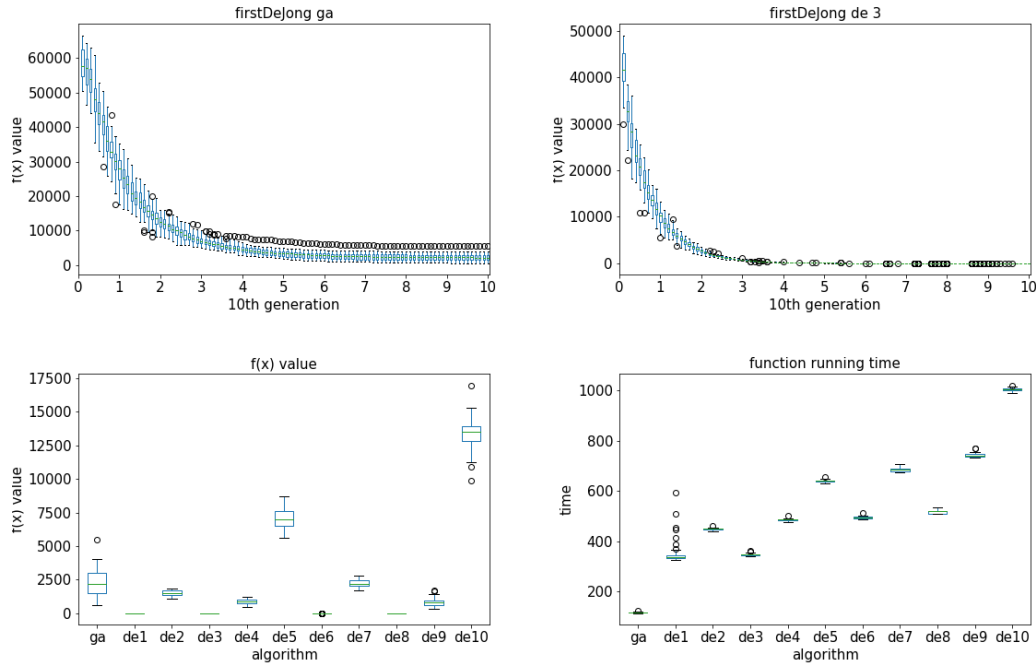 firstDeJong ga
f(x) value
60000
50000
40000
30000
20000
10000
0
0 1 2 3 4 5 6 7 8 9 10
10th generation
firstDeJong de 3
f(x) value
50000
40000
30000
20000
10000
0
0 1 2 3 4 5 6 7 8 9 10
10th generation
f(x) value
f(x) value
17500
15000
12500
10000
7500
5000
2500
0
ga de1 de2 de3 de4 de5 de6 de7 de8 de9 de10
algorithm
function running time
time
1000
800
600
400
200
ga de1 de2 de3 de4 de5 de6 de7 de8 de9 de10
algorithm